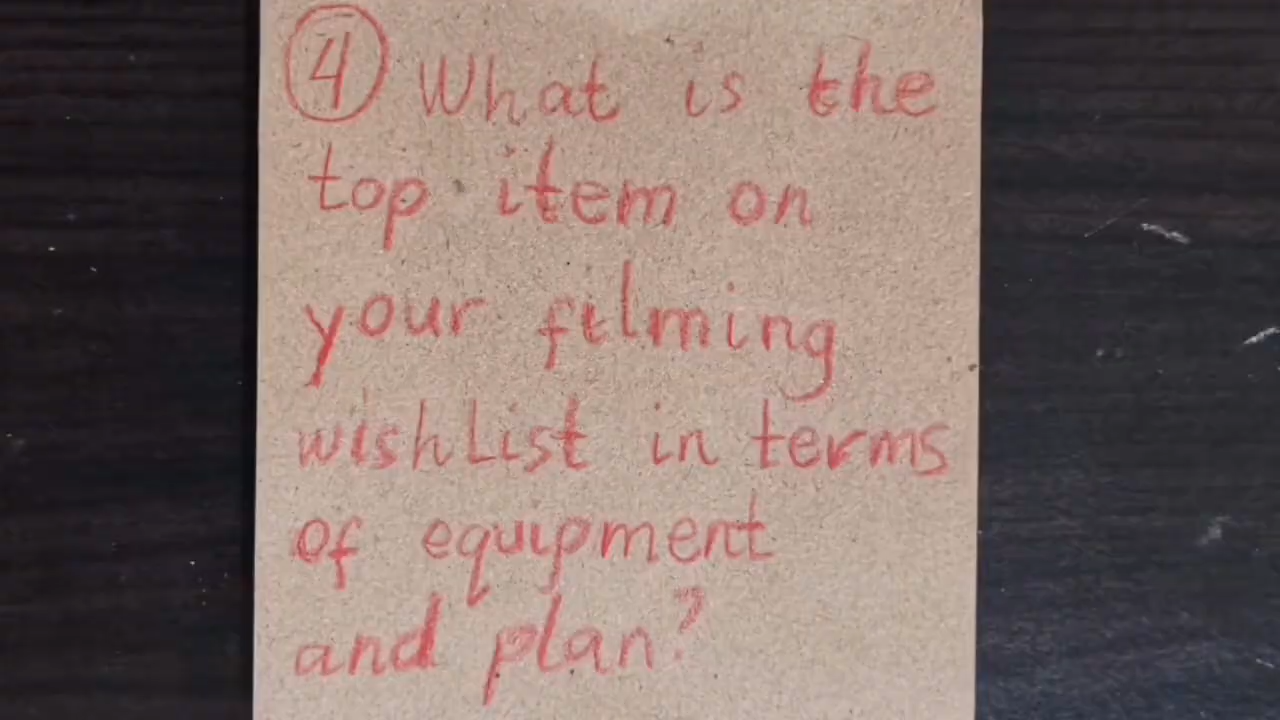 ④ What is the
top item on
your filming
wishList in terms
of equipment
and plan?